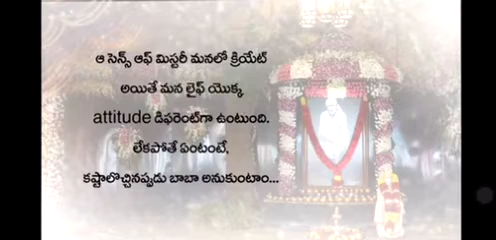 ఆ సెన్స్ ఆఫ్ మిస్టరీ మనలో క్రియేట్
అయితే మన లైఫ్ యొక్క
attitude డిఫరెంట్‌గా ఉంటుంది.
లేకపోతే ఏంటంటే,
కష్టాలొచ్చినప్పుడు బాబా అనుకుంటాం...